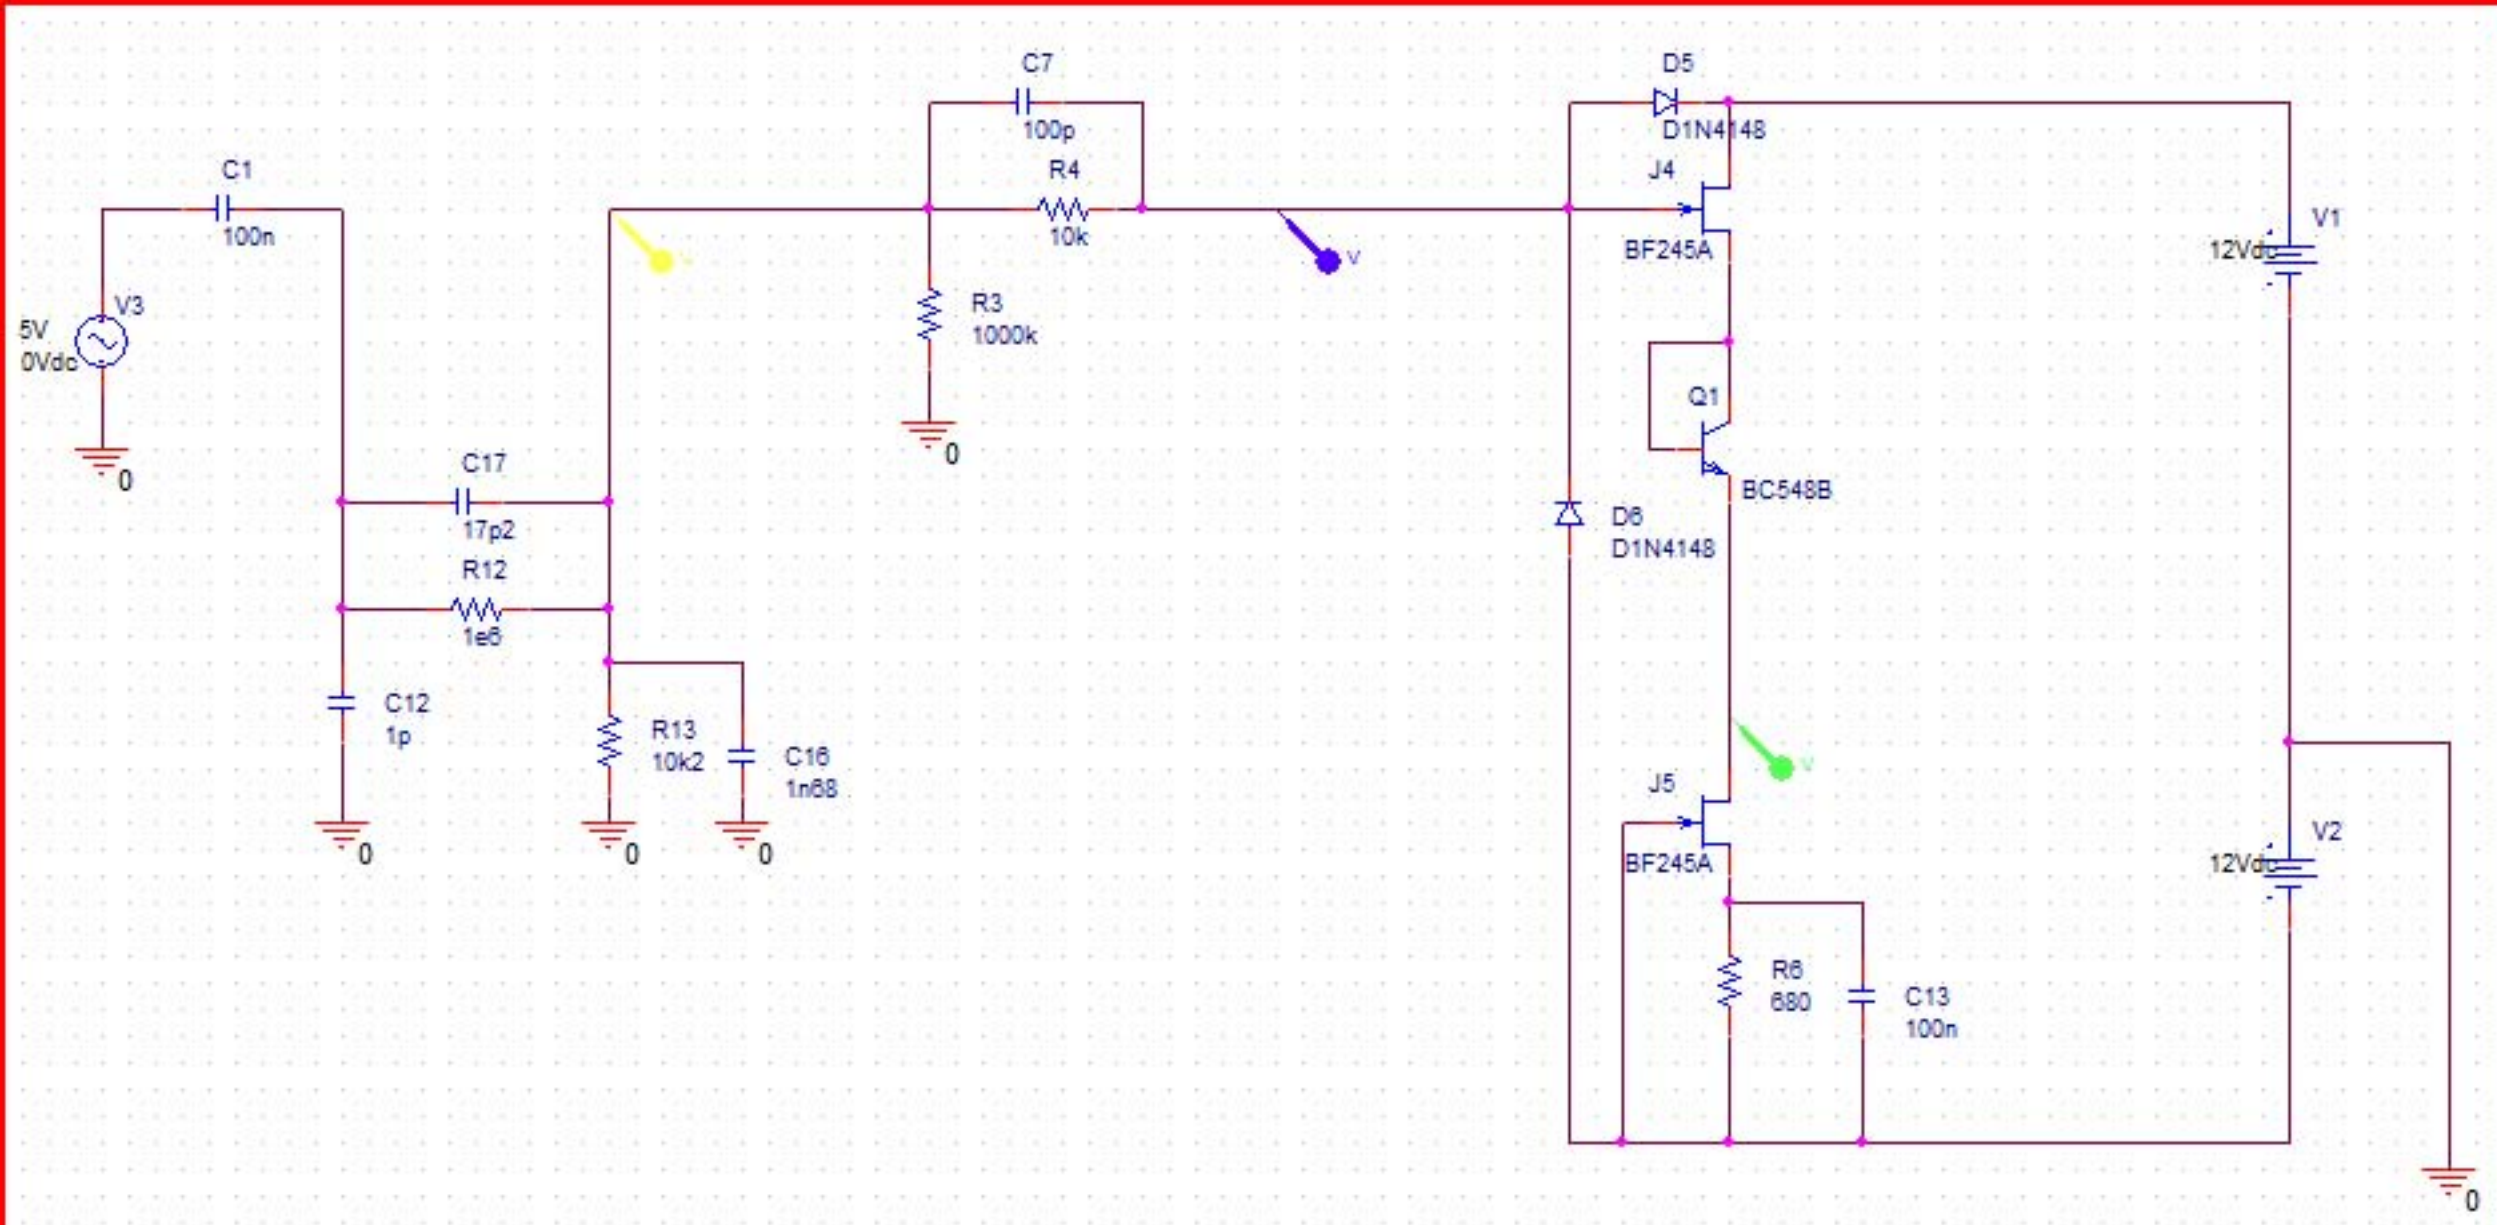 C7
100p
R4
10k
D5
D1N4148
J4
BF245A
C1
100n
V1
12Vdc
V3
5V
0Vdc
0
V
R3
1000k
0
Q1
BC548B
C17
17p2
R12
1e6
D6
D1N4148
C12
1p
0
R13
10k2
0
C16
1n68
0
V
J5
BF245A
V2
12Vdc
R6
680
C13
100n
0